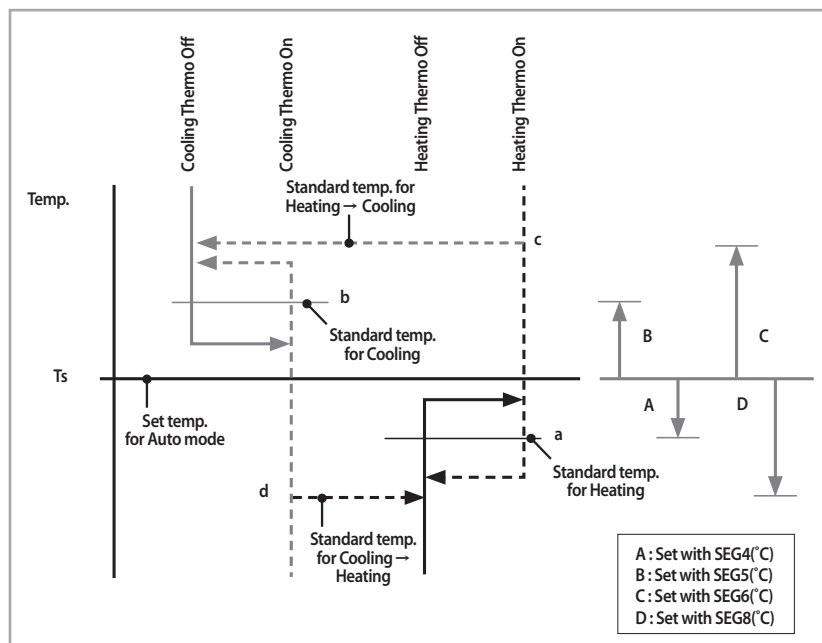 Cooling Thermo Off
Cooling Thermo On
Heating Thermo Off
Heating Thermo On
Temp.
Standard temp. for
Heating → Cooling
c
b
Standard temp.
for Cooling
B
C
Ts
Set temp.
for Auto mode
A
D
a
Standard temp.
for Heating
d
Standard temp.
for Cooling →
Heating
A : Set with SEG4(˚C)
B : Set with SEG5(˚C)
C : Set with SEG6(˚C)
D : Set with SEG8(˚C)